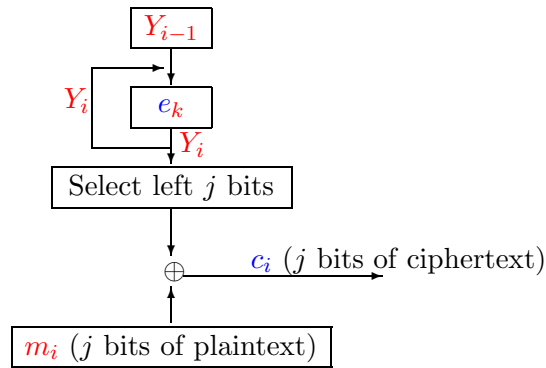 Y_{i−1}
Y_i
e_k
Y_i
Select left j bits
⊕
c_i (j bits of ciphertext)
m_i (j bits of plaintext)